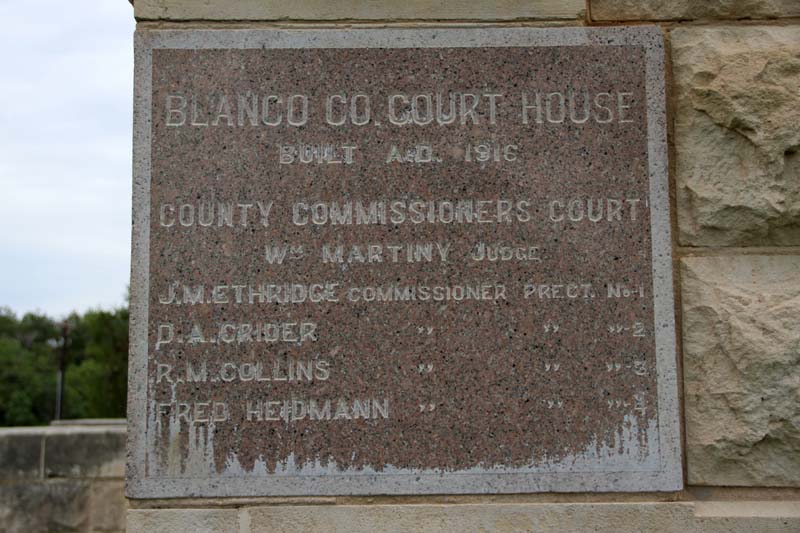 BLANCO CO. COURT HOUSE
BUILT A.D. 1916
COUNTY COMMISSIONERS COURT
Wm MARTINY JUDGE
J.M. ETHRIDGE COMMISSIONER PRECT. No-1
D.A. CRIDER " " "-2
R.M. COLLINS " " "-3
FRED HEIDMANN " " "-4